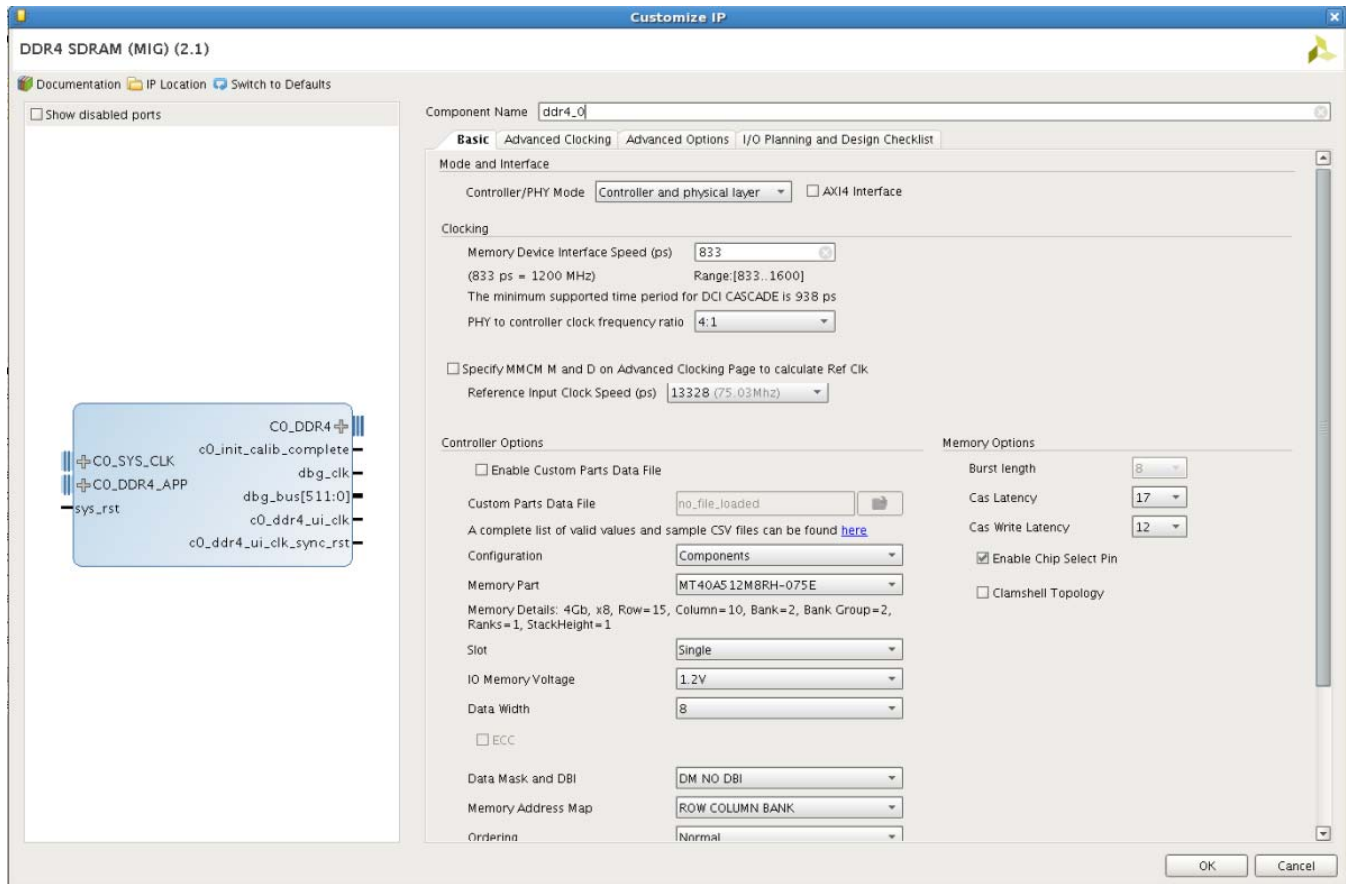 Customize IP
DDR4 SDRAM (MIG) (2.1)
Documentation IP Location Switch to Defaults
Show disabled ports
C0_SYS_CLK
C0_DDR4_APP
sys_rst
C0_DDR4
c0_init_calib_complete
dbg_clk
dbg_bus[511:0]
c0_ddr4_ui_clk
c0_ddr4_ui_clk_sync_rst
Component Name ddr4_0
Basic Advanced Clocking Advanced Options I/O Planning and Design Checklist
Mode and Interface
Controller/PHY Mode Controller and physical layer AXI4 Interface
Clocking
Memory Device Interface Speed (ps) 833
(833 ps = 1200 MHz) Range:[833..1600]
The minimum supported time period for DCI CASCADE is 938 ps
PHY to controller clock frequency ratio 4:1
Specify MMCM M and D on Advanced Clocking Page to calculate Ref Clk
Reference Input Clock Speed (ps) 13328 (75.03Mhz)
Controller Options
Enable Custom Parts Data File
Custom Parts Data File no_file_loaded
A complete list of valid values and sample CSV files can be found here
Configuration Components
Memory Part MT40A512M8RH-075E
Memory Details: 4Gb, x8, Row=15, Column=10, Bank=2, Bank Group=2,
Ranks=1, StackHeight=1
Slot Single
IO Memory Voltage 1.2V
Data Width 8
ECC
Data Mask and DBI DM NO DBI
Memory Address Map ROW COLUMN BANK
Ordering Normal
Memory Options
Burst length 8
Cas Latency 17
Cas Write Latency 12
Enable Chip Select Pin
Clamshell Topology
OK Cancel